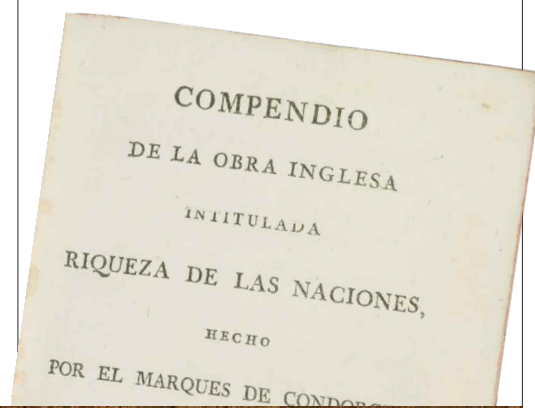 COMPENDIO
DE LA OBRA INGLESA
INTITULADA
RIQUEZA DE LAS NACIONES,
HECHO
POR EL MARQUES DE